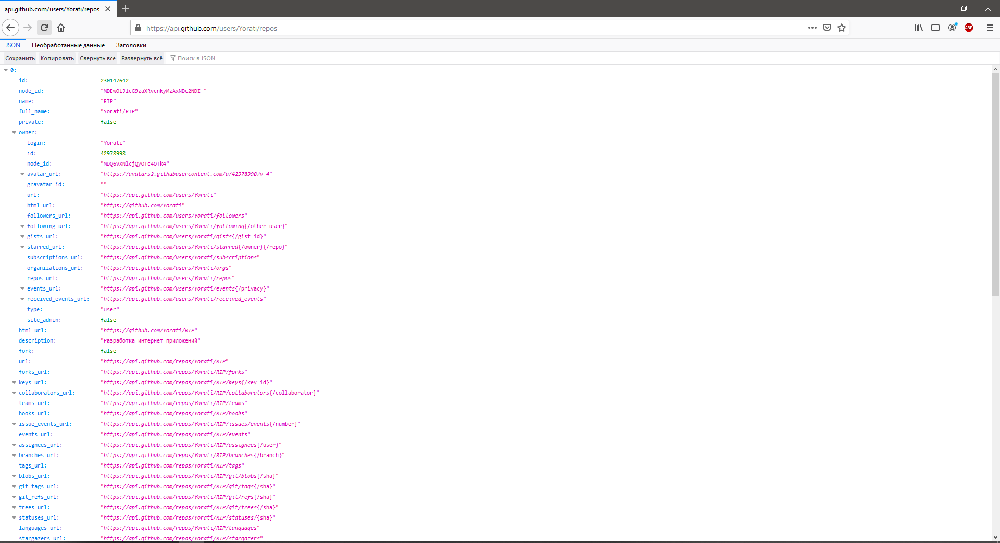 api.github.com/users/Yorati/repos
https://api.github.com/users/Yorati/repos
ABP
JSON Необработанные данные Заголовки
Сохранить Копировать Свернуть все Развернуть всё Поиск в JSON
0:
id: 230147642
node_id: "MDEwOlJlcG9zaXRvcnkyMzAxNDc2NDI="
name: "RIP"
full_name: "Yorati/RIP"
private: false
owner:
login: "Yorati"
id: 42978998
node_id: "MDQ6VXNlcjQyOTc4OTk4"
avatar_url: "https://avatars2.githubusercontent.com/u/42978998?v=4"
gravatar_id: ""
url: "https://api.github.com/users/Yorati"
html_url: "https://github.com/Yorati"
followers_url: "https://api.github.com/users/Yorati/followers"
following_url: "https://api.github.com/users/Yorati/following{/other_user}"
gists_url: "https://api.github.com/users/Yorati/gists{/gist_id}"
starred_url: "https://api.github.com/users/Yorati/starred{/owner}{/repo}"
subscriptions_url: "https://api.github.com/users/Yorati/subscriptions"
organizations_url: "https://api.github.com/users/Yorati/orgs"
repos_url: "https://api.github.com/users/Yorati/repos"
events_url: "https://api.github.com/users/Yorati/events{/privacy}"
received_events_url: "https://api.github.com/users/Yorati/received_events"
type: "User"
site_admin: false
html_url: "https://github.com/Yorati/RIP"
description: "Разработка интернет приложений"
fork: false
url: "https://api.github.com/repos/Yorati/RIP"
forks_url: "https://api.github.com/repos/Yorati/RIP/forks"
keys_url: "https://api.github.com/repos/Yorati/RIP/keys{/key_id}"
collaborators_url: "https://api.github.com/repos/Yorati/RIP/collaborators{/collaborator}"
teams_url: "https://api.github.com/repos/Yorati/RIP/teams"
hooks_url: "https://api.github.com/repos/Yorati/RIP/hooks"
issue_events_url: "https://api.github.com/repos/Yorati/RIP/issues/events{/number}"
events_url: "https://api.github.com/repos/Yorati/RIP/events"
assignees_url: "https://api.github.com/repos/Yorati/RIP/assignees{/user}"
branches_url: "https://api.github.com/repos/Yorati/RIP/branches{/branch}"
tags_url: "https://api.github.com/repos/Yorati/RIP/tags"
blobs_url: "https://api.github.com/repos/Yorati/RIP/git/blobs{/sha}"
git_tags_url: "https://api.github.com/repos/Yorati/RIP/git/tags{/sha}"
git_refs_url: "https://api.github.com/repos/Yorati/RIP/git/refs{/sha}"
trees_url: "https://api.github.com/repos/Yorati/RIP/git/trees{/sha}"
statuses_url: "https://api.github.com/repos/Yorati/RIP/statuses/{sha}"
languages_url: "https://api.github.com/repos/Yorati/RIP/languages"
stargazers_url: "https://api.github.com/repos/Yorati/RIP/stargazers"